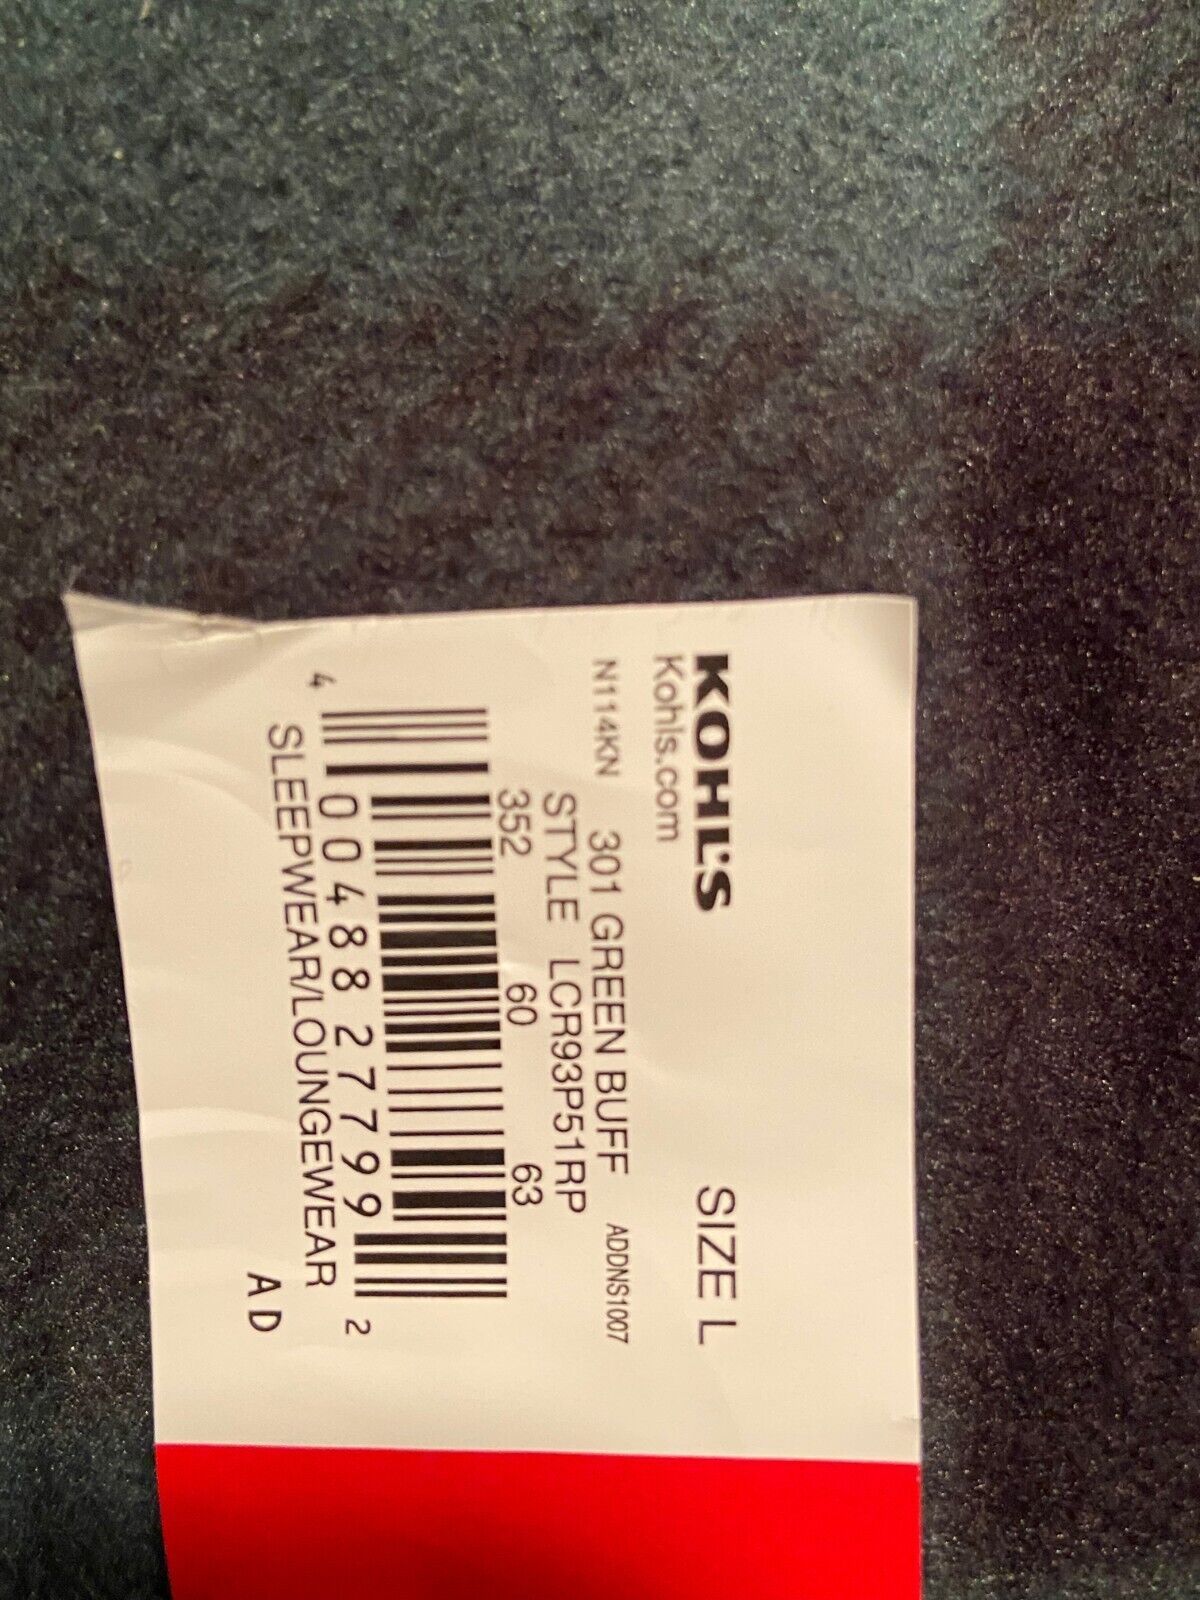 KOHL'S SIZE L
Kohls.com
N114KN 301 GREEN BUFF ADDNS1007
STYLE LCR93P51RP
352 60 63
4 00488 27799 2
SLEEPWEAR/LOUNGEWEAR
AD